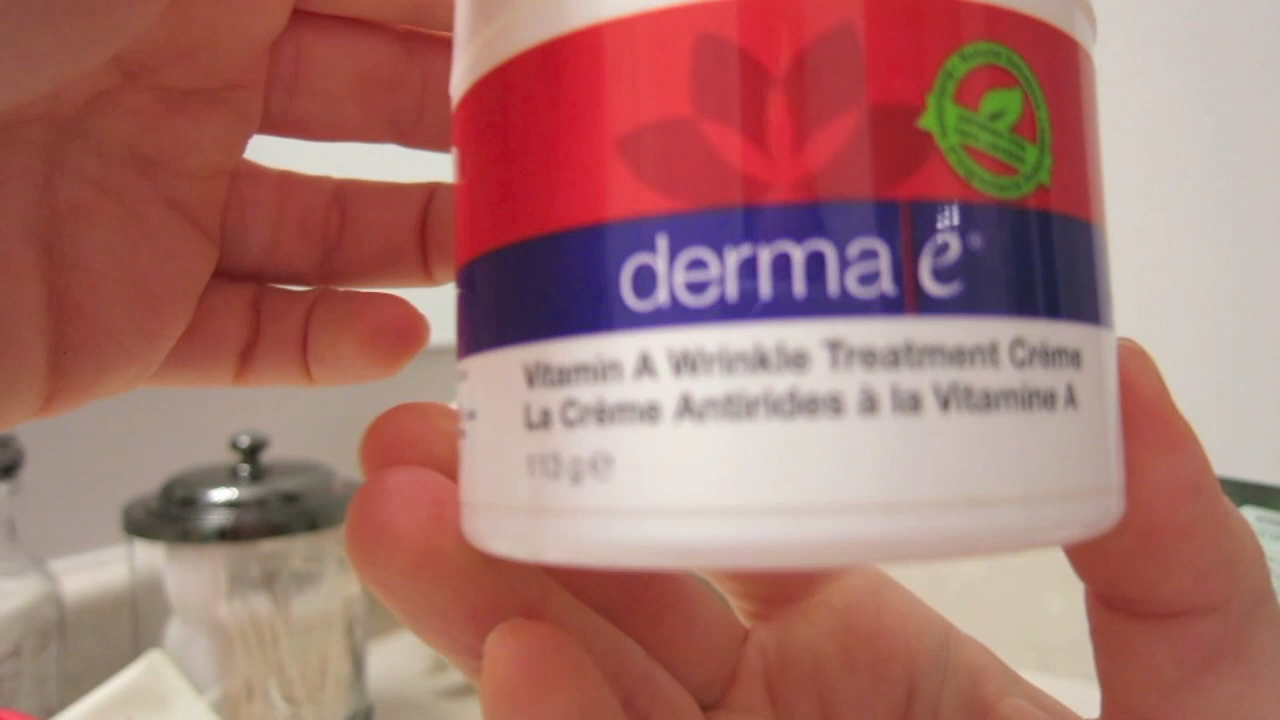 derma ë®
Vitamin A Wrinkle Treatment Crème
La Crème Antirides à la Vitamine A
113 g ℮